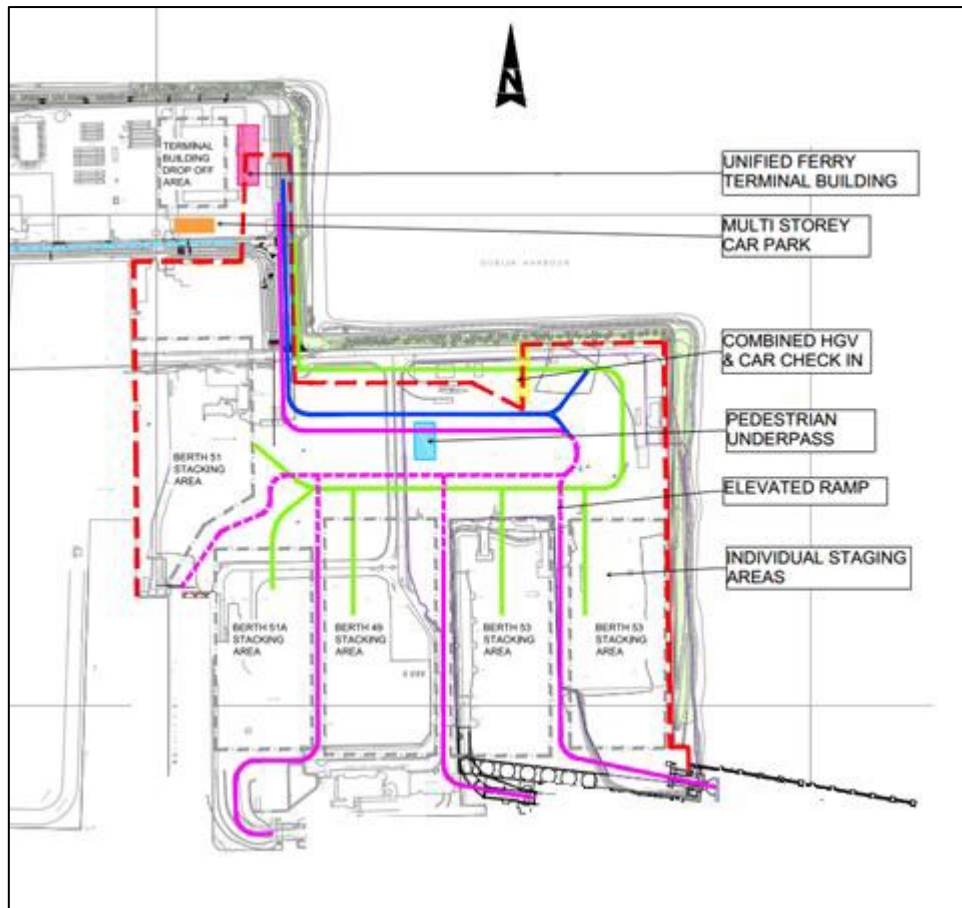 N
TERMINAL
BUILDING
DROP OFF
AREA
UNIFIED FERRY
TERMINAL BUILDING
MULTI STOREY
CAR PARK
DUBLIN HARBOUR
COMBINED HGV
& CAR CHECK IN
PEDESTRIAN
UNDERPASS
BERTH 51
STACKING
AREA
ELEVATED RAMP
INDIVIDUAL STAGING
AREAS
BERTH 51A
STACKING
AREA
BERTH 49
STACKING
AREA
BERTH 53
STACKING
AREA
BERTH 53
STACKING
AREA